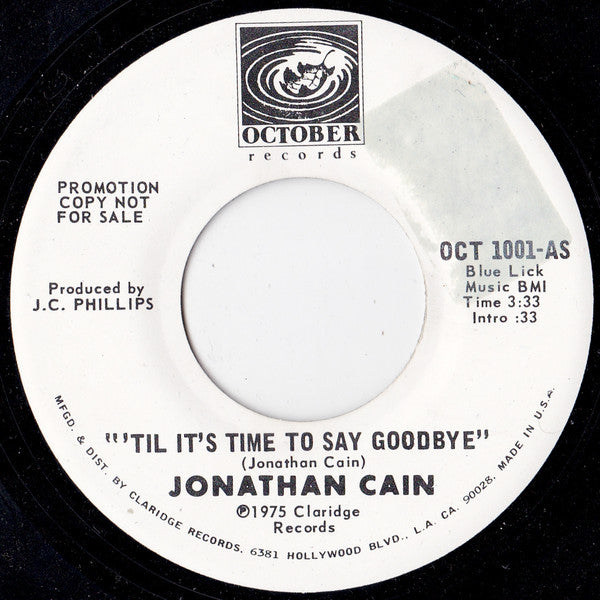 OCTOBER
records
PROMOTION
COPY NOT
FOR SALE
OCT 1001-AS
Blue Lick
Music BMI
Time 3:33
Intro :33
Produced by
J.C. PHILLIPS
"'TIL IT'S TIME TO SAY GOODBYE"
(Jonathan Cain)
JONATHAN CAIN
℗1975 Claridge
Records
MFGD. & DIST. BY CLARIDGE RECORDS. 6381 HOLLYWOOD BLVD., L.A. CA. 90028. MADE IN U.S.A.